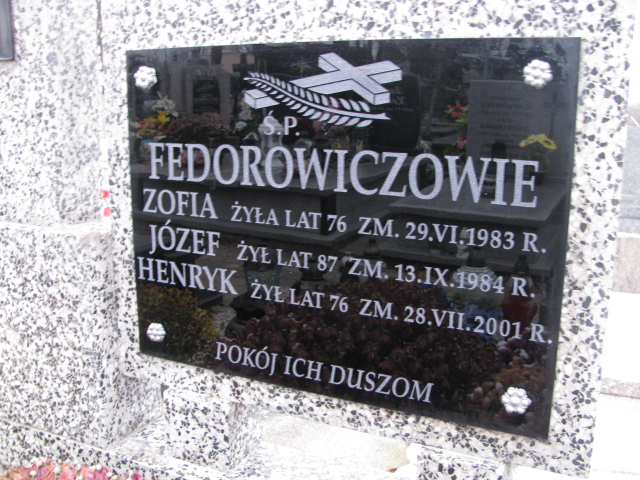 Ś.P.
FEDOROWICZOWIE
ZOFIA ŻYŁA LAT 76 ZM. 29.VI.1983 R.
JÓZEF ŻYŁ LAT 87 ZM. 13.IX.1984 R.
HENRYK ŻYŁ LAT 76 ZM. 28.VII.2001 R.
POKÓJ ICH DUSZOM